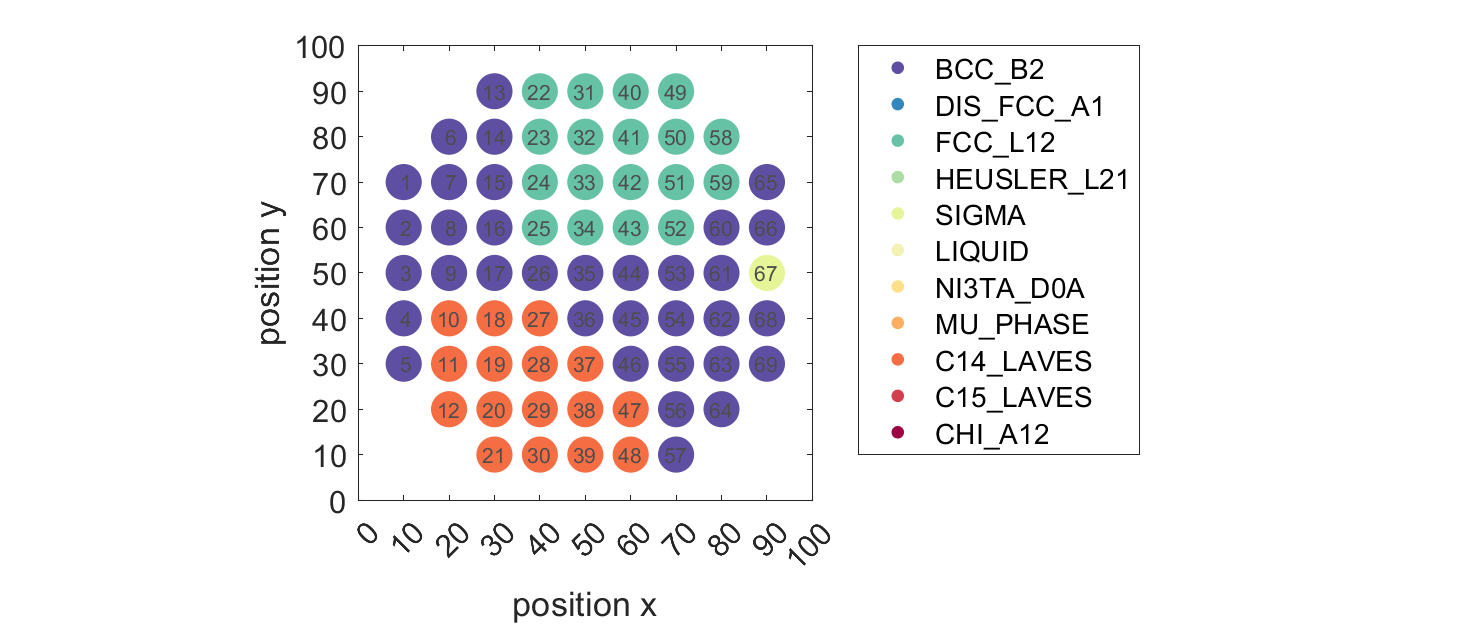 100
90
80
70
60
50
40
30
20
10
0
position y
13 22 31 40 49
6 14 23 32 41 50 58
1 7 15 24 33 42 51 59 65
2 8 16 25 34 43 52 60 66
3 9 17 26 35 44 53 61 67
4 10 18 27 36 45 54 62 68
5 11 19 28 37 46 55 63 69
12 20 29 38 47 56 64
21 30 39 48 57
0 10 20 30 40 50 60 70 80 90 100
position x
BCC_B2
DIS_FCC_A1
FCC_L12
HEUSLER_L21
SIGMA
LIQUID
NI3TA_D0A
MU_PHASE
C14_LAVES
C15_LAVES
CHI_A12